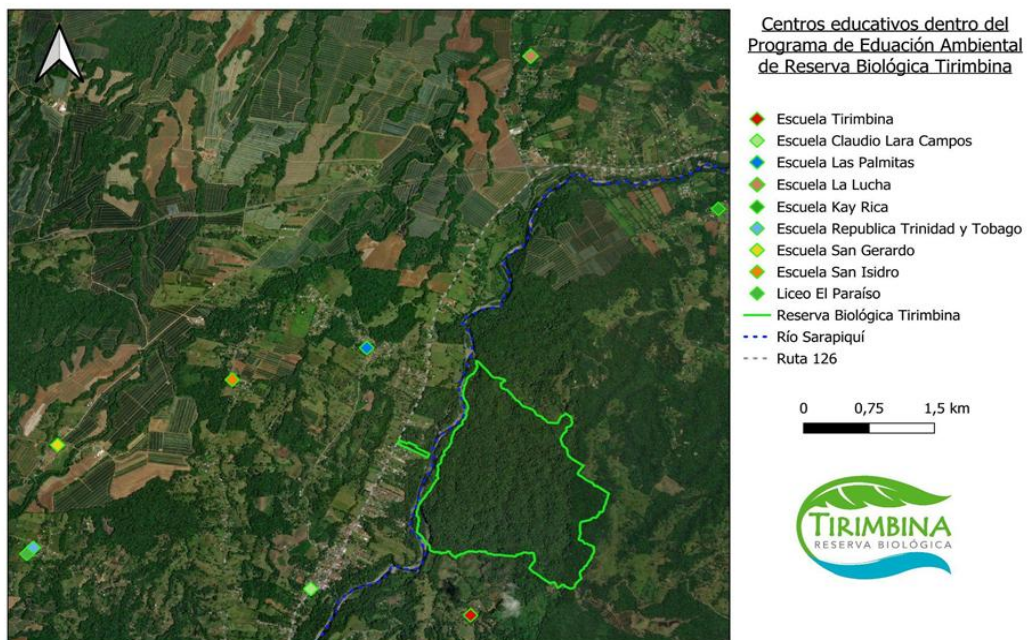 Centros educativos dentro del
Programa de Eduación Ambiental
de Reserva Biológica Tirimbina
Escuela Tirimbina
Escuela Claudio Lara Campos
Escuela Las Palmitas
Escuela La Lucha
Escuela Kay Rica
Escuela Republica Trinidad y Tobago
Escuela San Gerardo
Escuela San Isidro
Liceo El Paraíso
Reserva Biológica Tirimbina
Río Sarapiquí
Ruta 126
0 0,75 1,5 km
TIRIMBINA
RESERVA BIOLÓGICA